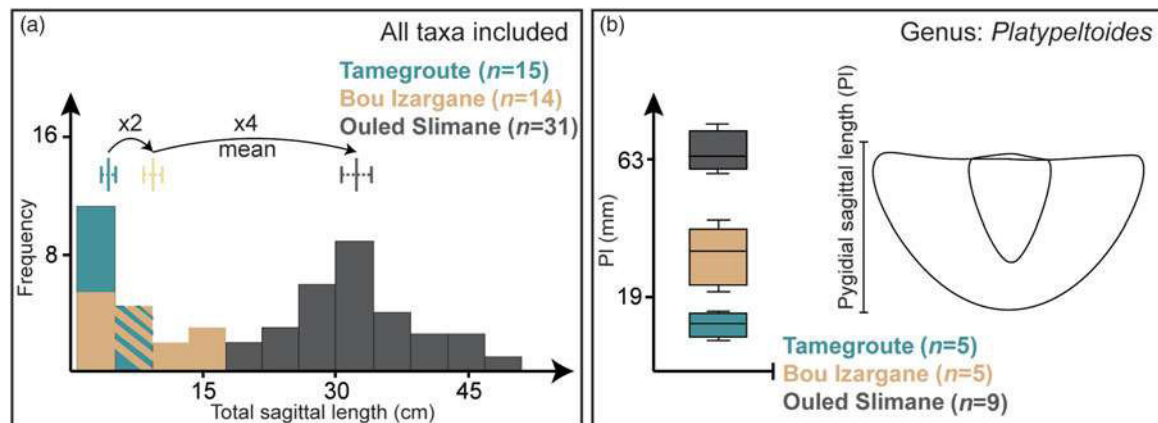 (a)
All taxa included
Tamegroute (n=15)
Bou Izargane (n=14)
Ouled Slimane (n=31)
x2
x4
mean
16
8
Frequency
15
30
45
Total sagittal length (cm)
(b)
Genus: Platypeltoides
63
19
Pl (mm)
Pygidial sagittal length (Pl)
Tamegroute (n=5)
Bou Izargane (n=5)
Ouled Slimane (n=9)